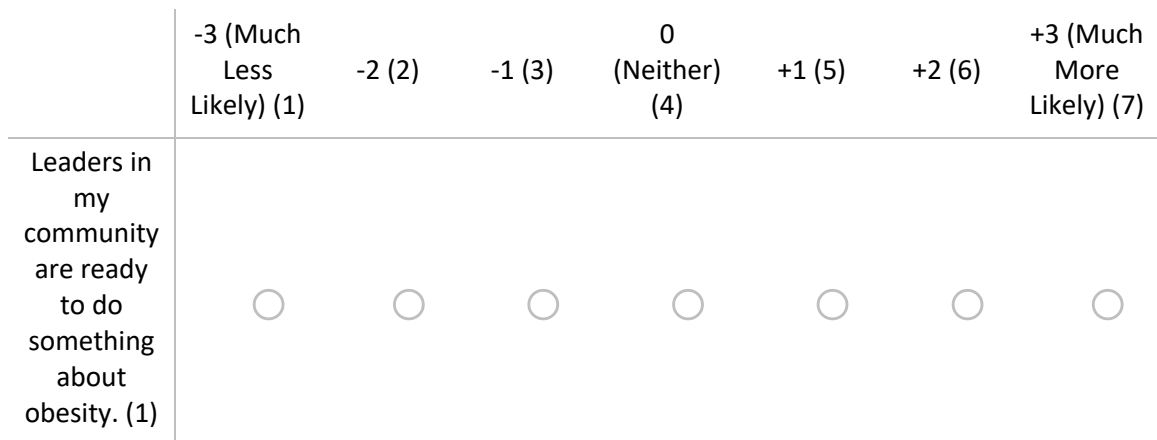 -3 (Much
Less
Likely) (1)
-2 (2)
-1 (3)
0
(Neither)
(4)
+1 (5)
+2 (6)
+3 (Much
More
Likely) (7)
Leaders in
my
community
are ready
to do
something
about
obesity. (1)